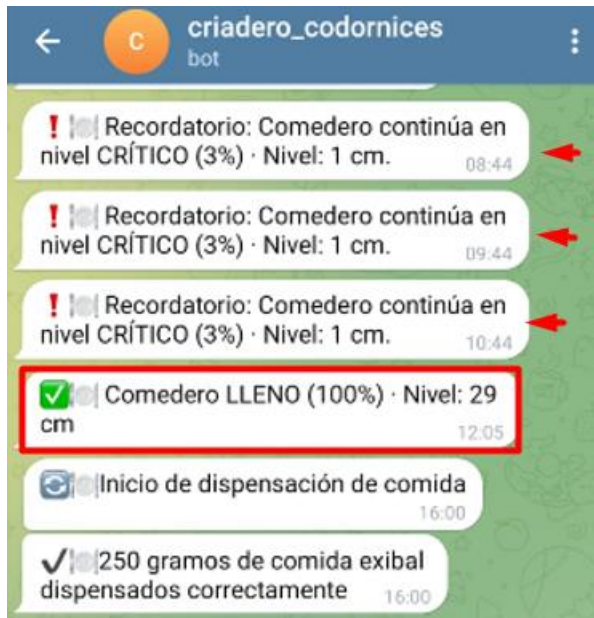 C
criadero_codornices
bot
❗🍽️ Recordatorio: Comedero continúa en
nivel CRÍTICO (3%) · Nivel: 1 cm. 08:44
❗🍽️ Recordatorio: Comedero continúa en
nivel CRÍTICO (3%) · Nivel: 1 cm. 09:44
❗🍽️ Recordatorio: Comedero continúa en
nivel CRÍTICO (3%) · Nivel: 1 cm. 10:44
✅🍽️ Comedero LLENO (100%) · Nivel: 29
cm 12:05
🔄🍽️Inicio de dispensación de comida
16:00
✔️🍽️250 gramos de comida exibal
dispensados correctamente 16:00